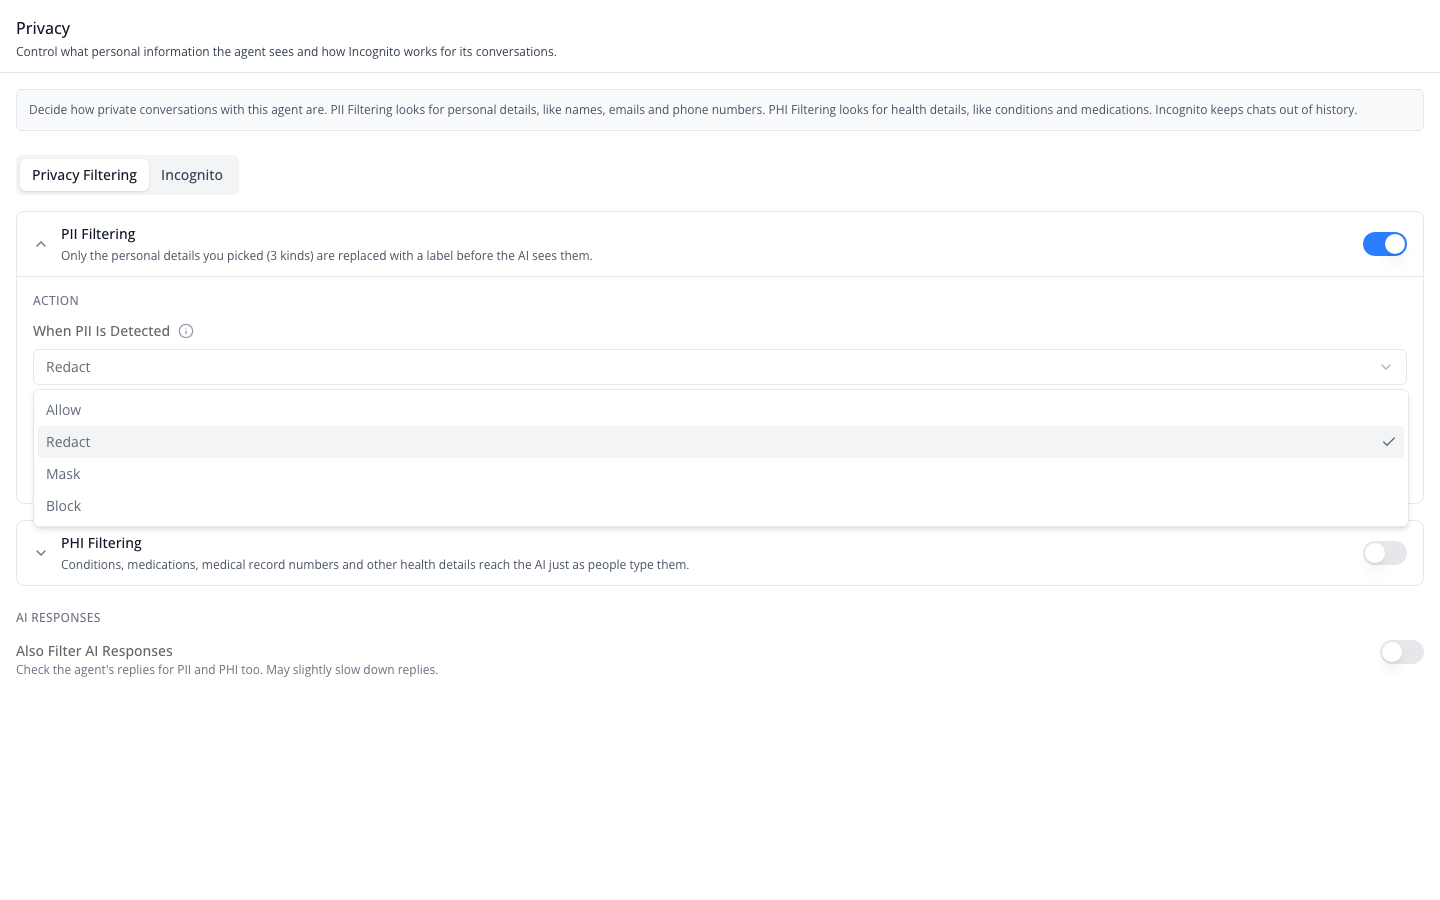 Privacy
Control what personal information the agent sees and how Incognito works for its conversations.
Decide how private conversations with this agent are. PII Filtering looks for personal details, like names, emails and phone numbers. PHI Filtering looks for health details, like conditions and medications. Incognito keeps chats out of history.
Privacy Filtering
Incognito
PII Filtering
Only the personal details you picked (3 kinds) are replaced with a label before the AI sees them.
ACTION
When PII Is Detected
Redact
Allow
Redact
Mask
Block
PHI Filtering
Conditions, medications, medical record numbers and other health details reach the AI just as people type them.
AI RESPONSES
Also Filter AI Responses
Check the agent's replies for PII and PHI too. May slightly slow down replies.